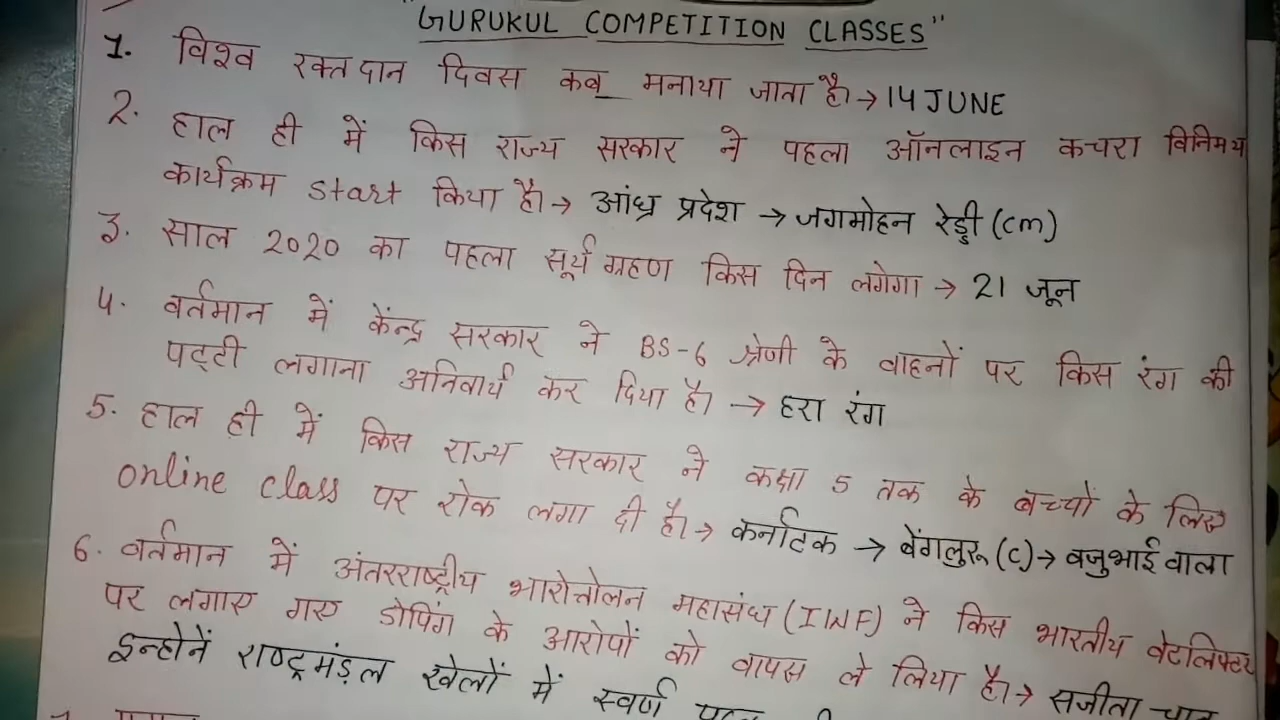 "GURUKUL COMPETITION CLASSES"
1. विश्व रक्तदान दिवस कब मनाया जाता है। → 14 JUNE
2. हाल ही में किस राज्य सरकार ने पहला ऑनलाइन कचरा विनिमय
कार्यक्रम start किया है। → आंध्र प्रदेश → जगमोहन रेड्डी (cm)
3. साल 2020 का पहला सूर्य ग्रहण किस दिन लगेगा → 21 जून
4. वर्तमान में केंन्द्र सरकार ने BS-6 श्रेणी के वाहनों पर किस रंग की
पट्टी लगाना अनिवार्य कर दिया है। → हरा रंग
5. हाल ही में किस राज्य सरकार ने कक्षा 5 तक के बच्चों के लिए
online class पर रोक लगा दी है। → कर्नाटक → बेंगलुरू (C) → वजुभाई वाला
6. वर्तमान में अंतरराष्ट्रीय भारोत्तोलन महासंघ (IWF) ने किस भारतीय वेटलिफ्टर
पर लगाए गए डोपिंग के आरोपों को वापस ले लिया है। → सजीता
इन्होनें राष्ट्रमंड़ल खेलों में स्वर्ण